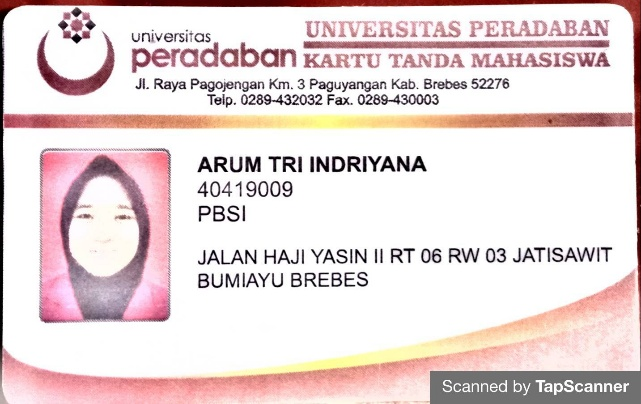 universitas
peradaban
UNIVERSITAS PERADABAN
KARTU TANDA MAHASISWA
Jl. Raya Pagojengan Km. 3 Paguyangan Kab. Brebes 52276
Telp. 0289-432032 Fax. 0289-430003
ARUM TRI INDRIYANA
40419009
PBSI
JALAN HAJI YASIN II RT 06 RW 03 JATISAWIT
BUMIAYU BREBES
Scanned by TapScanner